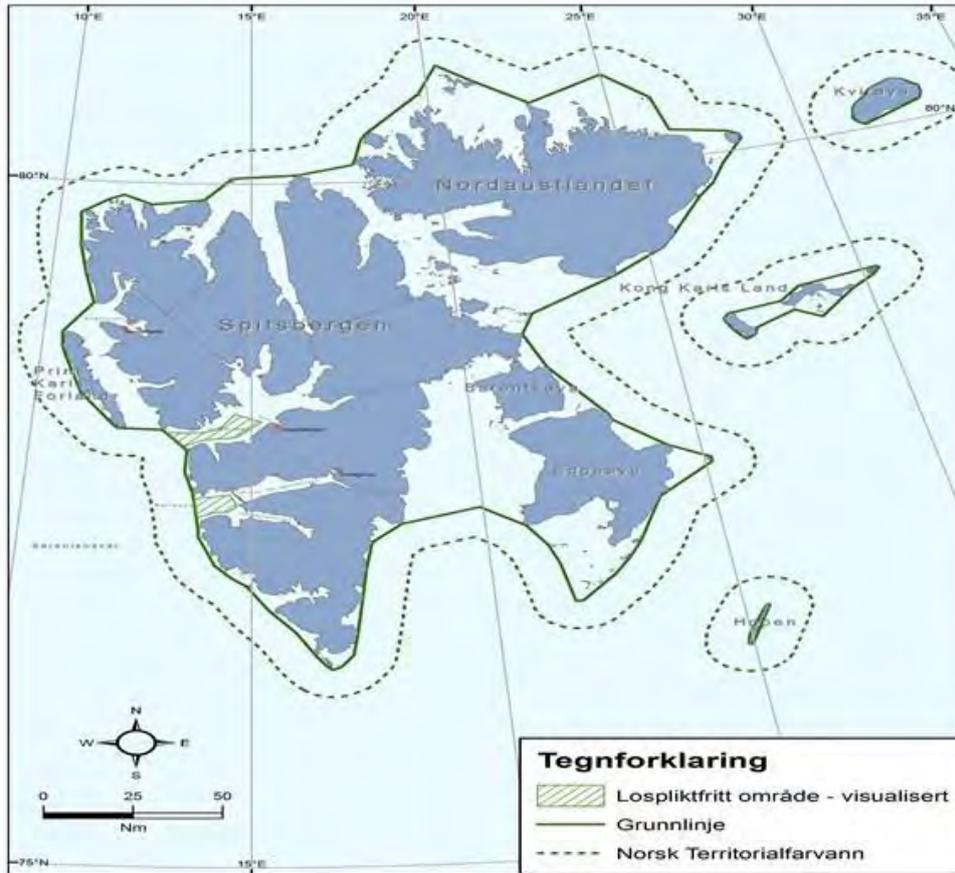 10°E 15°E 20°E 25°E 30°E 35°E
Kvitøya
80°N
80°N
Nordaustlandet
Kong Karls Land
Spitsbergen
Prins
Karls
Forland
Barentsøya
Edgeøya
Hopen
N
W E
S
0 25 50
Nm
75°N
15°E
Tegnforklaring
Lospliktfritt område - visualisert
Grunnlinje
Norsk Territorialfarvann